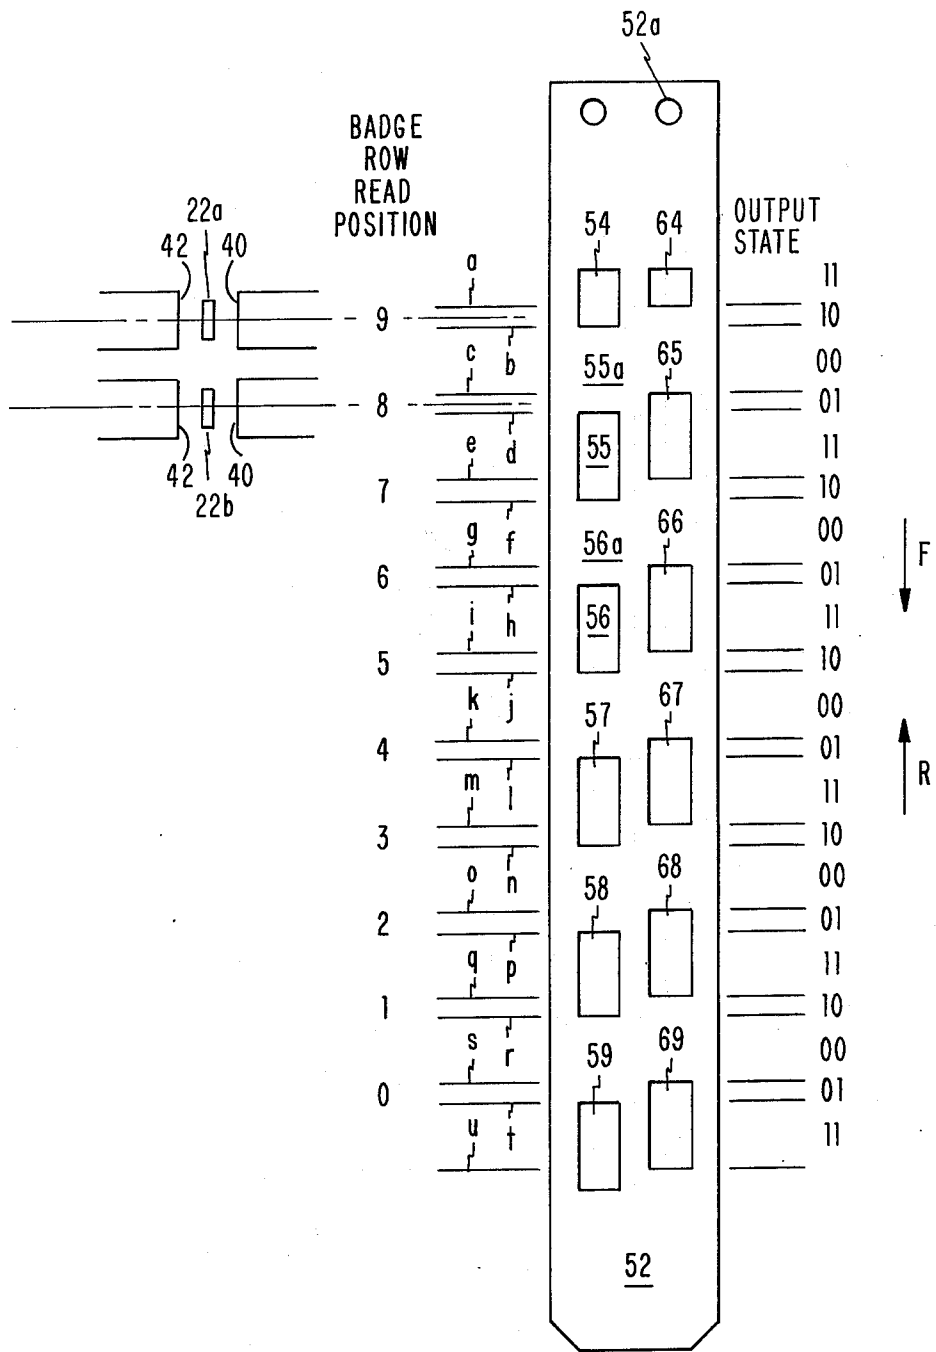 52a
BADGE
ROW
READ
POSITION
22a
42 40
42 40
22b
54 64
OUTPUT
STATE
a
11
9
10
c b
55a 65
00
8
01
e d
55
11
7
10
g f
56a 66
00
F
6
01
i h
56
11
5
10
k j
57 67
00
4
01
R
m l
11
3
10
o n
58 68
00
2
01
q p
11
1
10
s r
59 69
00
0
01
u t
11
52